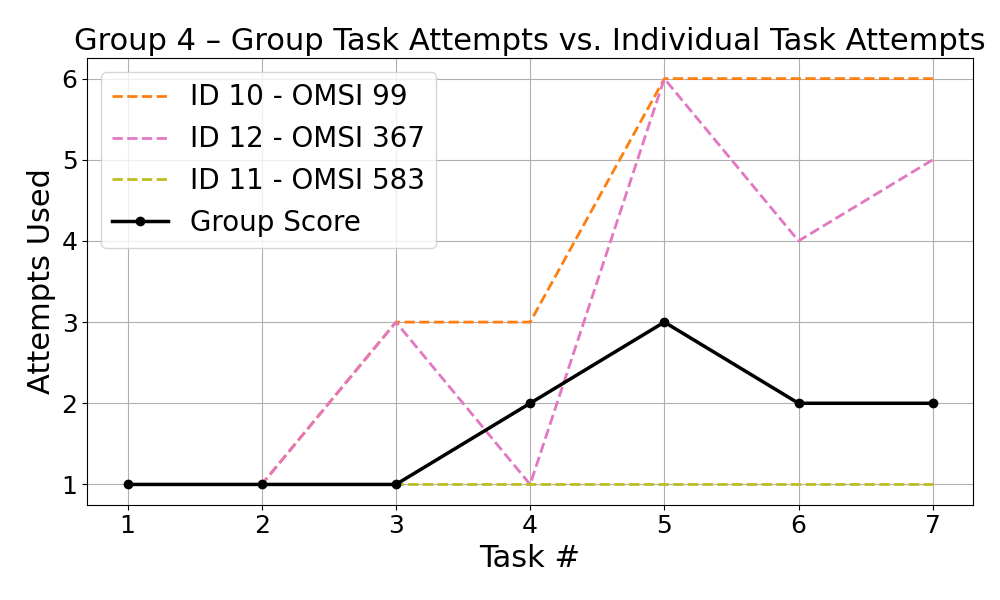 Group 4 – Group Task Attempts vs. Individual Task Attempts
ID 10 - OMSI 99
ID 12 - OMSI 367
ID 11 - OMSI 583
Group Score
Attempts Used
6
5
4
3
2
1
1 2 3 4 5 6 7
Task #